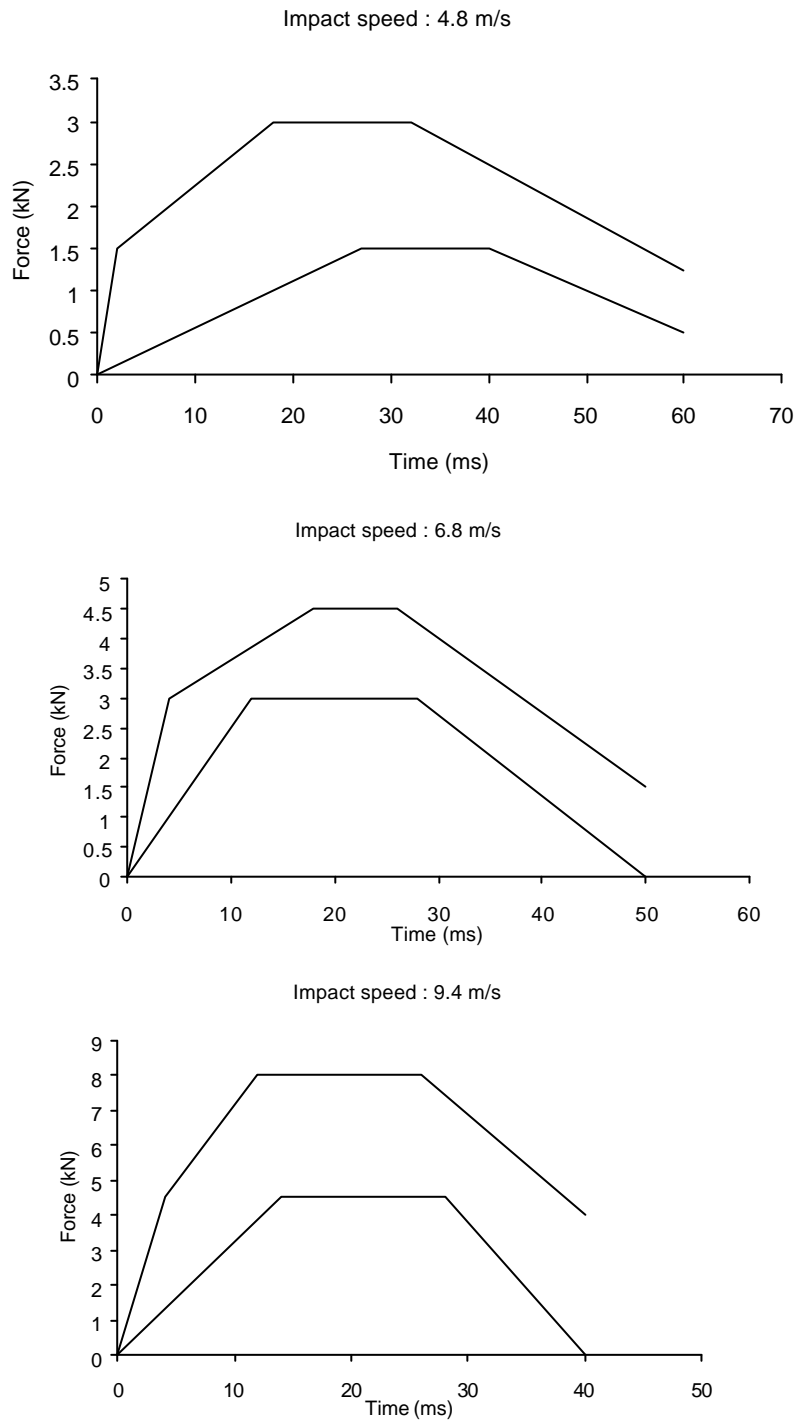 Impact speed : 4.8 m/s
3.5
3
2.5
2
1.5
1
0.5
0
Force (kN)
0 10 20 30 40 50 60 70
Time (ms)
Impact speed : 6.8 m/s
5
4.5
4
3.5
3
2.5
2
1.5
1
0.5
0
Force (kN)
0 10 20 30 40 50 60
Time (ms)
Impact speed : 9.4 m/s
9
8
7
6
5
4
3
2
1
0
Force (kN)
0 10 20 30 40 50
Time (ms)